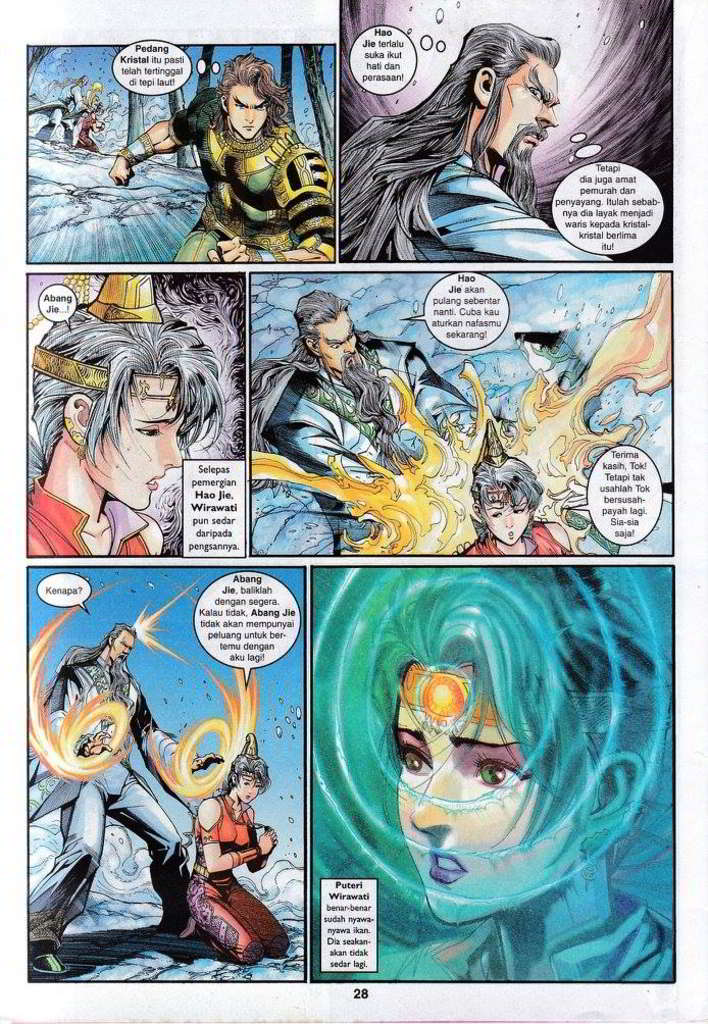 Pedang
Kristal itu pasti
telah tertinggal
di tepi laut!
Hao
Jie terlalu
suka ikut
hati dan
perasaan!
Tetapi
dia juga amat
pemurah dan
penyayang. Itulah sebab-
nya dia layak menjadi
waris kepada kristal-
kristal berlima
itu!
Abang
Jie...!
Selepas
pemergian
Hao Jie,
Wirawati
pun sedar
daripada
pengsannya.
Hao
Jie akan
pulang sebentar
nanti. Cuba kau
aturkan nafasmu
sekarang!
Terima
kasih, Tok!
Tetapi tak
usahlah Tok
bersusah-
payah lagi.
Sia-sia
saja!
Kenapa?
Abang
Jie, baliklah
dengan segera.
Kalau tidak, Abang Jie
tidak akan mempunyai
peluang untuk ber-
temu dengan
aku lagi!
Puteri
Wirawati
benar-benar
sudah nyawa-
nyawa ikan.
Dia seakan-
akan tidak
sedar lagi.
28